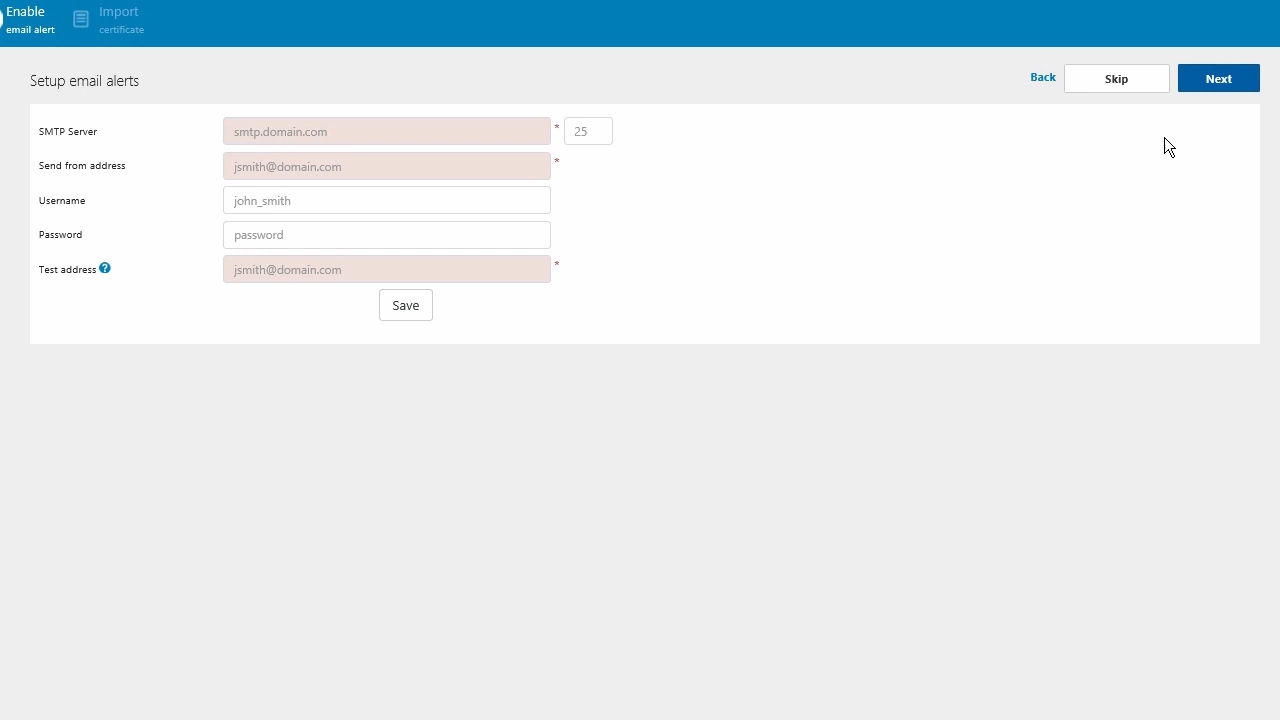 Enable
email alert
Import
certificate
Setup email alerts
Back
Skip
Next
SMTP Server
smtp.domain.com
*
25
Send from address
jsmith@domain.com
*
Username
john_smith
Password
password
Test address ?
jsmith@domain.com
*
Save